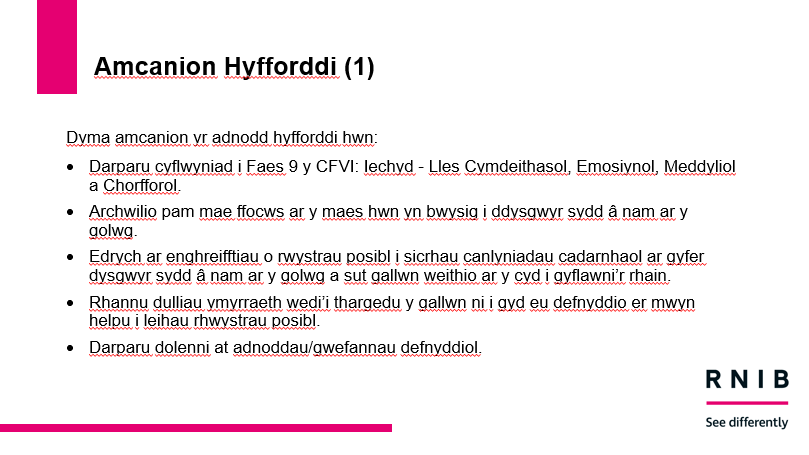 Amcanion Hyfforddi (1)
Dyma amcanion yr adnodd hyfforddi hwn:
• Darparu cyflwyniad i Faes 9 y CFVI: Iechyd - Lles Cymdeithasol, Emosiynol, Meddyliol
a Chorfforol.
• Archwilio pam mae ffocws ar y maes hwn yn bwysig i ddysgwyr sydd â nam ar y
golwg.
• Edrych ar enghreifftiau o rwystrau posibl i sicrhau canlyniadau cadarnhaol ar gyfer
dysgwyr sydd â nam ar y golwg a sut gallwn weithio ar y cyd i gyflawni’r rhain.
• Rhannu dulliau ymyrraeth wedi’i thargedu y gallwn ni i gyd eu defnyddio er mwyn
helpu i leihau rhwystrau posibl.
• Darparu dolenni at adnoddau/gwefannau defnyddiol.
RNIB
See differently